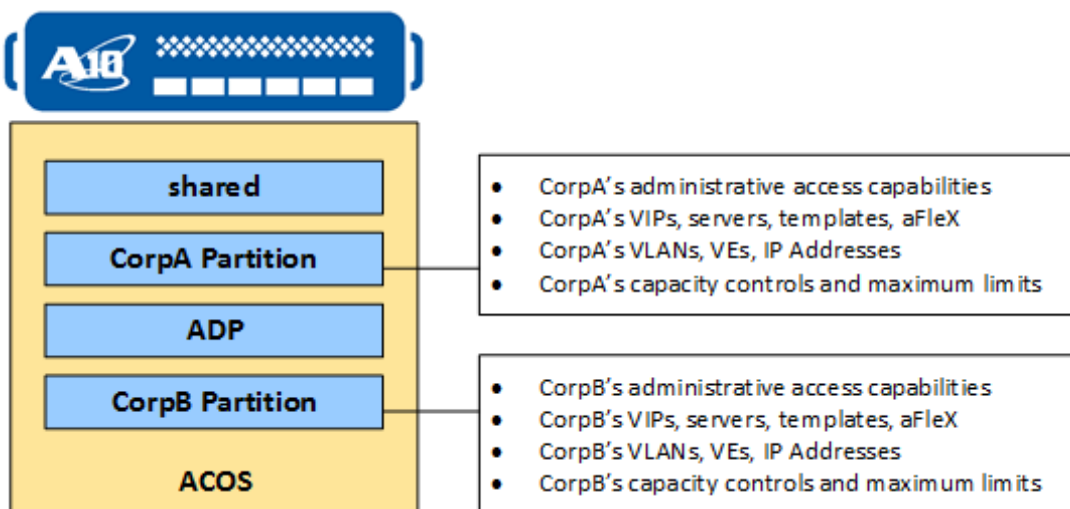 A10
shared
CorpA Partition
ADP
CorpB Partition
ACOS
• CorpA's administrative access capabilities
• CorpA's VIPs, servers, templates, aFleX
• CorpA's VLANs, VEs, IP Addresses
• CorpA's capacity controls and maximum limits
• CorpB's administrative access capabilities
• CorpB's VIPs, servers, templates, aFleX
• CorpB's VLANs, VEs, IP Addresses
• CorpB's capacity controls and maximum limits